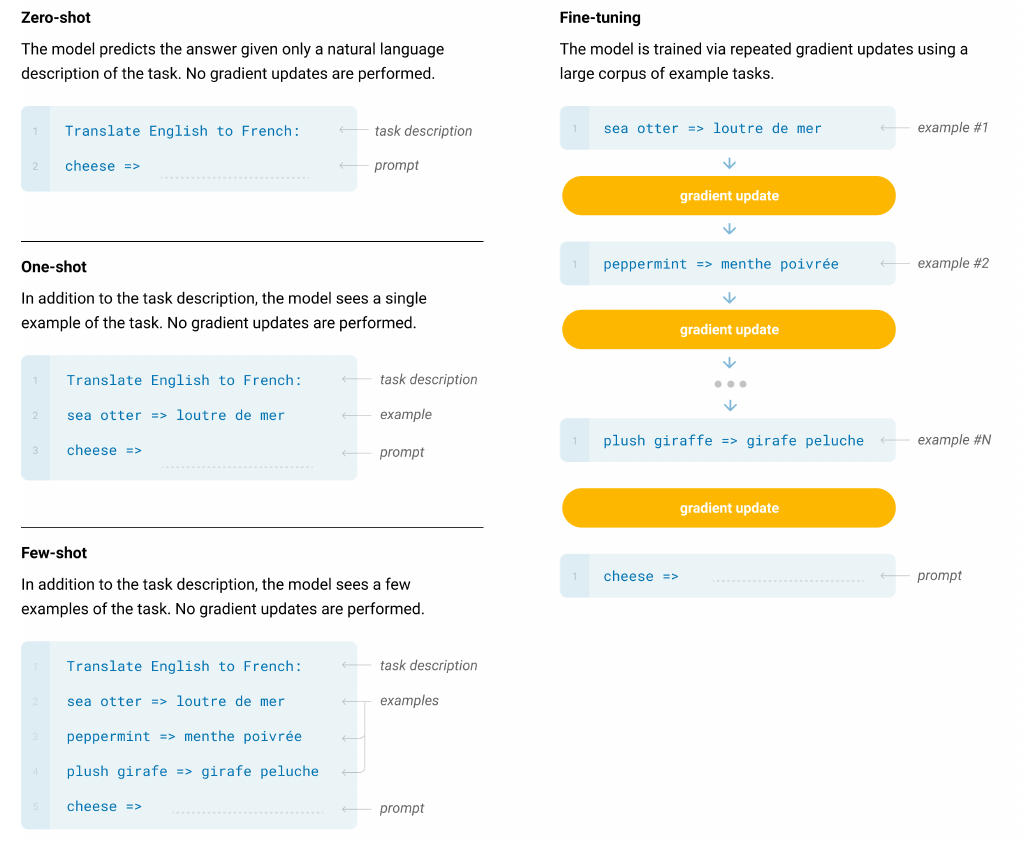 Zero-shot
The model predicts the answer given only a natural language
description of the task. No gradient updates are performed.
1 Translate English to French: task description
2 cheese => prompt
One-shot
In addition to the task description, the model sees a single
example of the task. No gradient updates are performed.
1 Translate English to French: task description
2 sea otter => loutre de mer example
3 cheese => prompt
Few-shot
In addition to the task description, the model sees a few
examples of the task. No gradient updates are performed.
1 Translate English to French: task description
2 sea otter => loutre de mer examples
3 peppermint => menthe poivrée
4 plush girafe => girafe peluche
5 cheese => prompt
Fine-tuning
The model is trained via repeated gradient updates using a
large corpus of example tasks.
1 sea otter => loutre de mer example #1
gradient update
1 peppermint => menthe poivrée example #2
gradient update
1 plush giraffe => girafe peluche example #N
gradient update
1 cheese => prompt